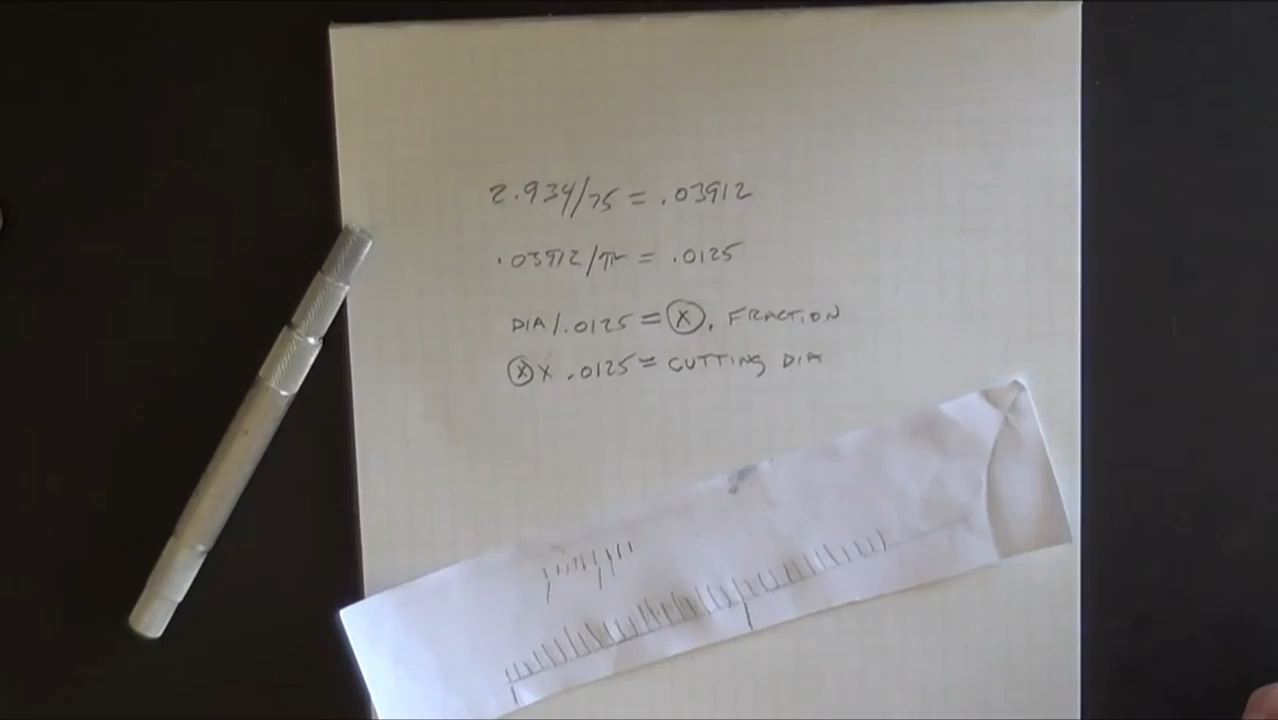 2.934/75 = .03912
.03912/π = .0125
DIA/.0125 = X. FRACTION
X x .0125 = CUTTING DIA